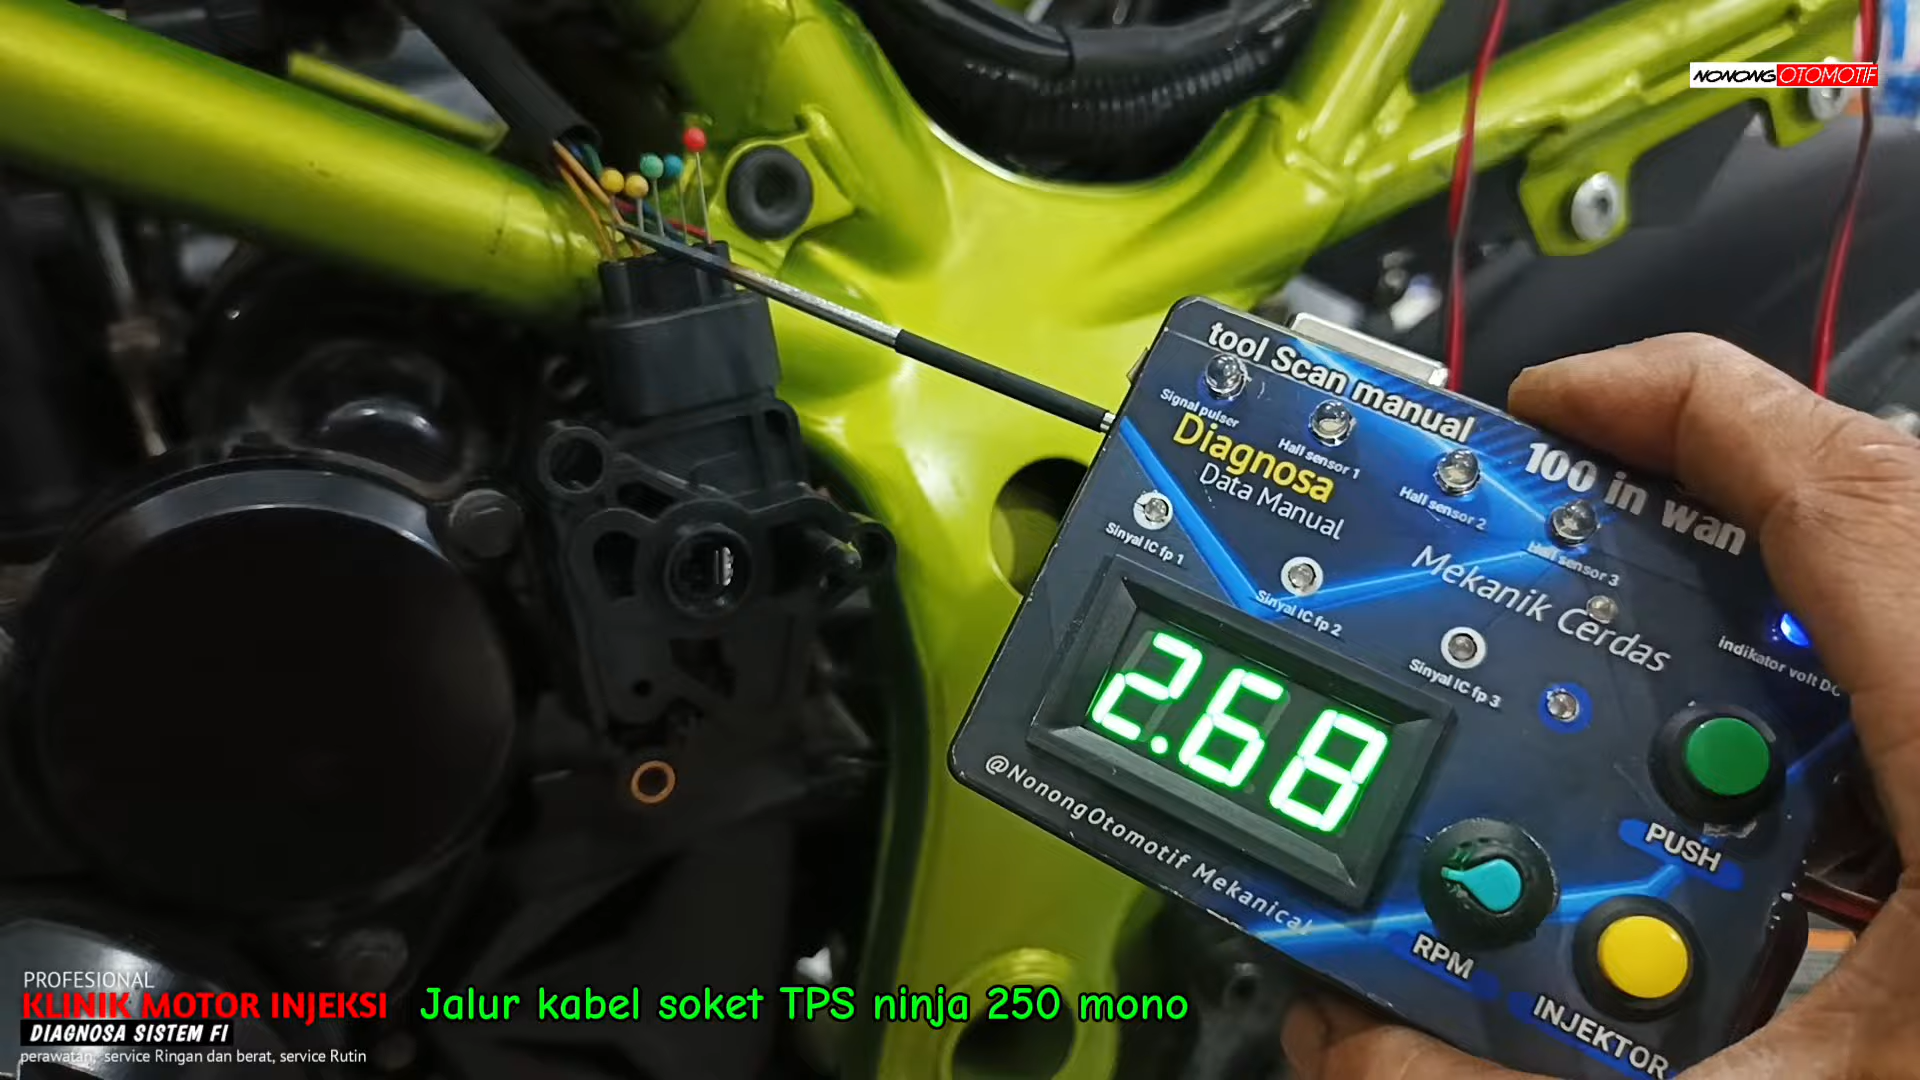 NONONG OTOMOTIF
tool Scan manual
100 in wan
Signal pulser
Hall sensor 1
Hall sensor 2
Hall sensor 3
Diagnosa
Data Manual
Mekanik Cerdas
Sinyal IC fp 1
Sinyal IC fp 2
Sinyal IC fp 3
indikator volt DC
2.68
@NonongOtomotif Mekanical
PUSH
RPM
INJEKTOR
PROFESIONAL
KLINIK MOTOR INJEKSI
DIAGNOSA SISTEM FI
perawatan, service Ringan dan berat, service Rutin
Jalur kabel soket TPS ninja 250 mono